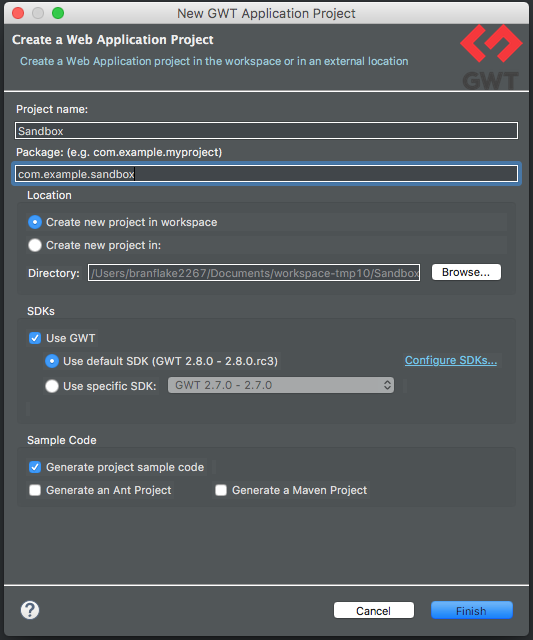 New GWT Application Project
Create a Web Application Project
Create a Web Application project in the workspace or in an external location
GWT
Project name:
Sandbox
Package: (e.g. com.example.myproject)
com.example.sandbox
Location
Create new project in workspace
Create new project in:
Directory: /Users/branflake2267/Documents/workspace-tmp10/Sandbox Browse...
SDKs
Use GWT
Use default SDK (GWT 2.8.0 - 2.8.0.rc3) Configure SDKs...
Use specific SDK: GWT 2.7.0 - 2.7.0
Sample Code
Generate project sample code
Generate an Ant Project Generate a Maven Project
? Cancel Finish